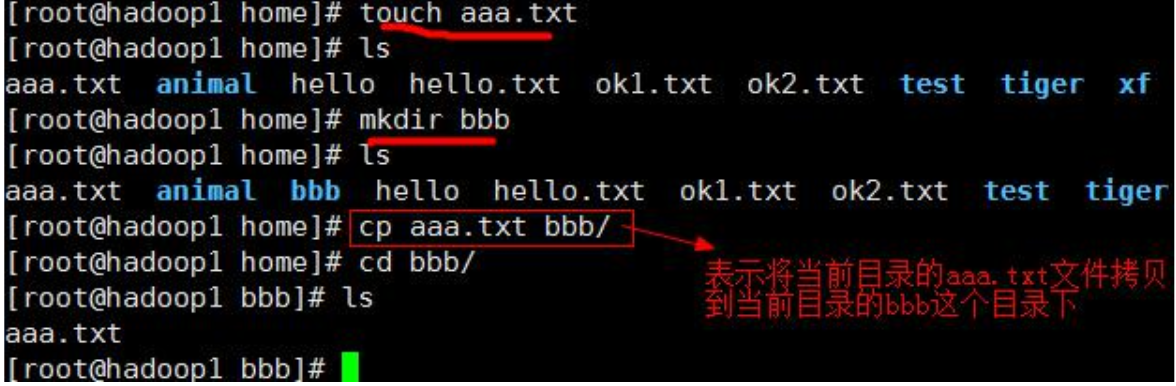 [root@hadoop1 home]# touch aaa.txt
[root@hadoop1 home]# ls
aaa.txt animal hello hello.txt ok1.txt ok2.txt test tiger xf
[root@hadoop1 home]# mkdir bbb
[root@hadoop1 home]# ls
aaa.txt animal bbb hello hello.txt ok1.txt ok2.txt test tiger
[root@hadoop1 home]# cp aaa.txt bbb/
[root@hadoop1 home]# cd bbb/
[root@hadoop1 bbb]# ls
aaa.txt
[root@hadoop1 bbb]#
表示将当前目录的aaa.txt文件拷贝
到当前目录的bbb这个目录下